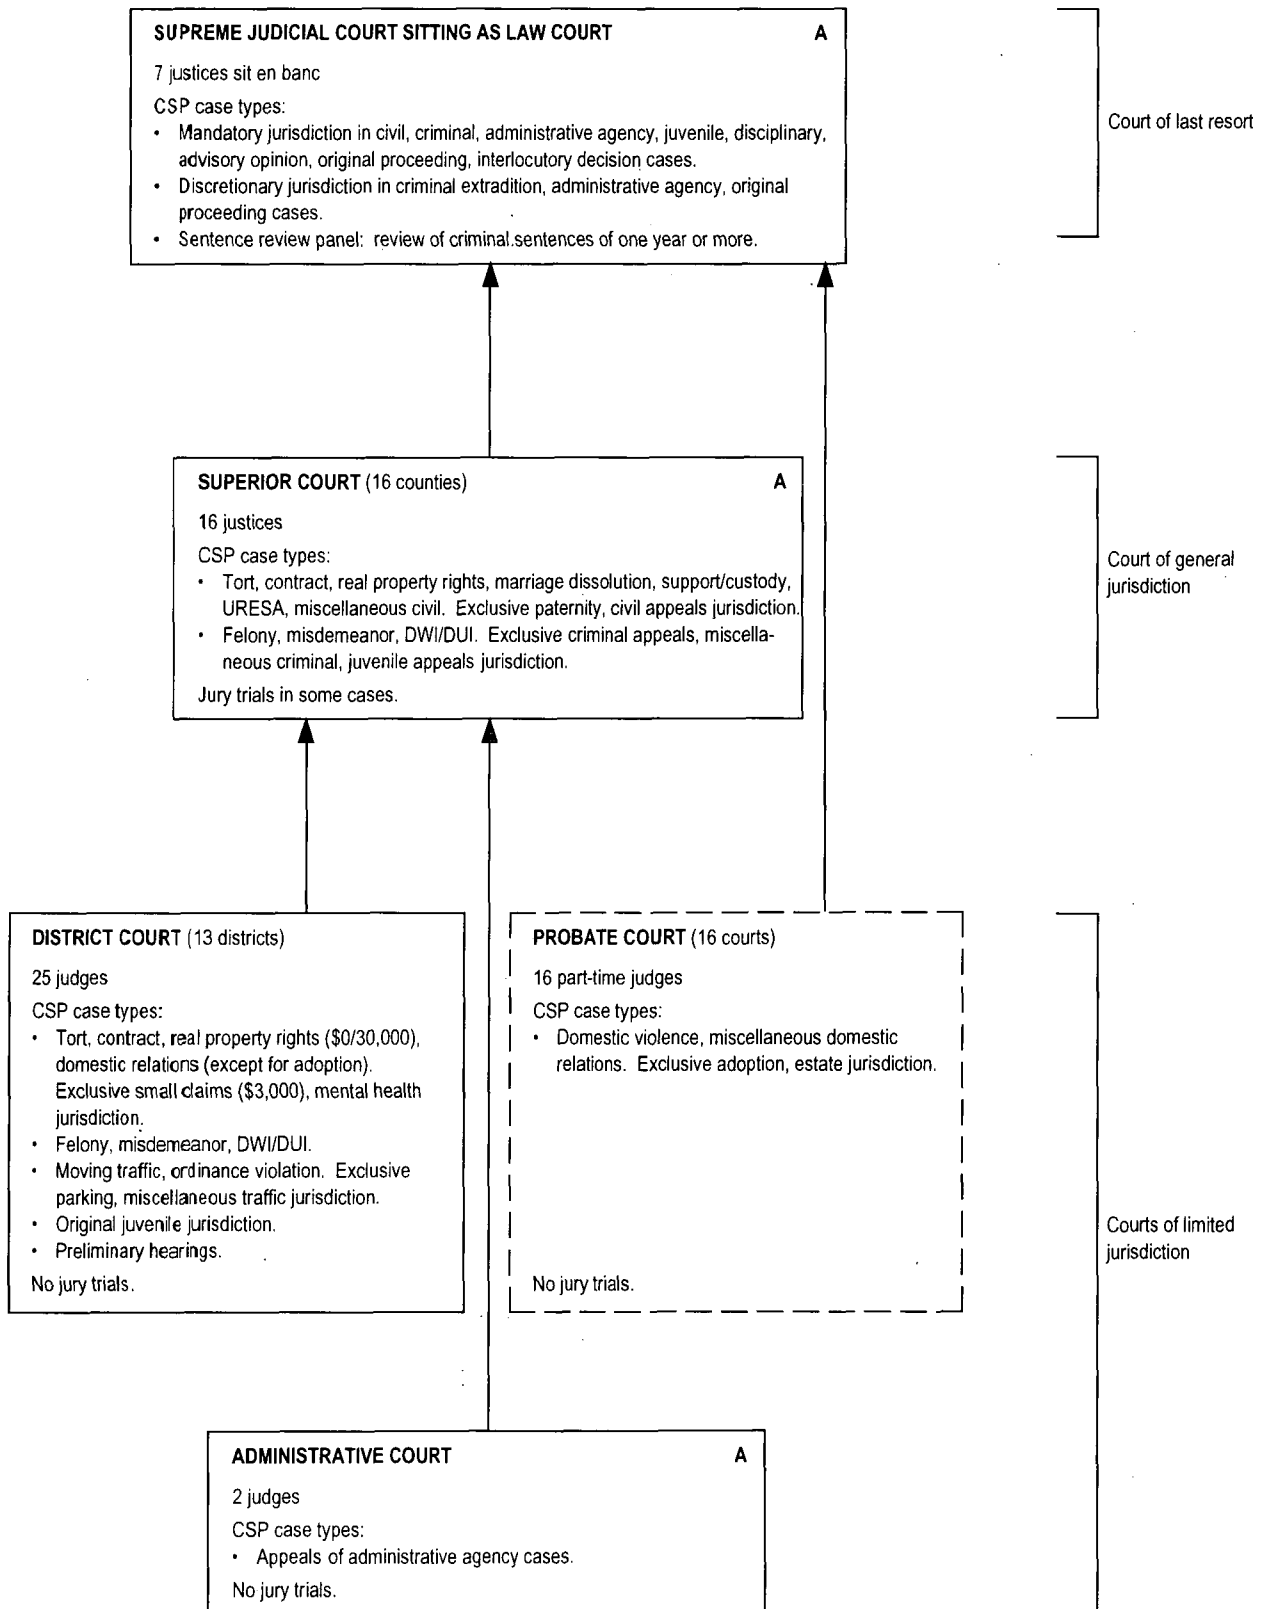 SUPREME JUDICIAL COURT SITTING AS LAW COURT A
7 justices sit en banc
CSP case types:
• Mandatory jurisdiction in civil, criminal, administrative agency, juvenile, disciplinary,
advisory opinion, original proceeding, interlocutory decision cases.
• Discretionary jurisdiction in criminal extradition, administrative agency, original
proceeding cases.
• Sentence review panel: review of criminal sentences of one year or more.
Court of last resort
SUPERIOR COURT (16 counties) A
16 justices
CSP case types:
• Tort, contract, real property rights, marriage dissolution, support/custody,
URESA, miscellaneous civil. Exclusive paternity, civil appeals jurisdiction.
• Felony, misdemeanor, DWI/DUI. Exclusive criminal appeals, miscella-
neous criminal, juvenile appeals jurisdiction.
Jury trials in some cases.
Court of general
jurisdiction
DISTRICT COURT (13 districts)
25 judges
CSP case types:
• Tort, contract, real property rights ($0/30,000),
domestic relations (except for adoption).
Exclusive small claims ($3,000), mental health
jurisdiction.
• Felony, misdemeanor, DWI/DUI.
• Moving traffic, ordinance violation. Exclusive
parking, miscellaneous traffic jurisdiction.
• Original juvenile jurisdiction.
• Preliminary hearings.
No jury trials.
PROBATE COURT (16 courts)
16 part-time judges
CSP case types:
• Domestic violence, miscellaneous domestic
relations. Exclusive adoption, estate jurisdiction.
No jury trials.
Courts of limited
jurisdiction
ADMINISTRATIVE COURT A
2 judges
CSP case types:
• Appeals of administrative agency cases.
No jury trials.